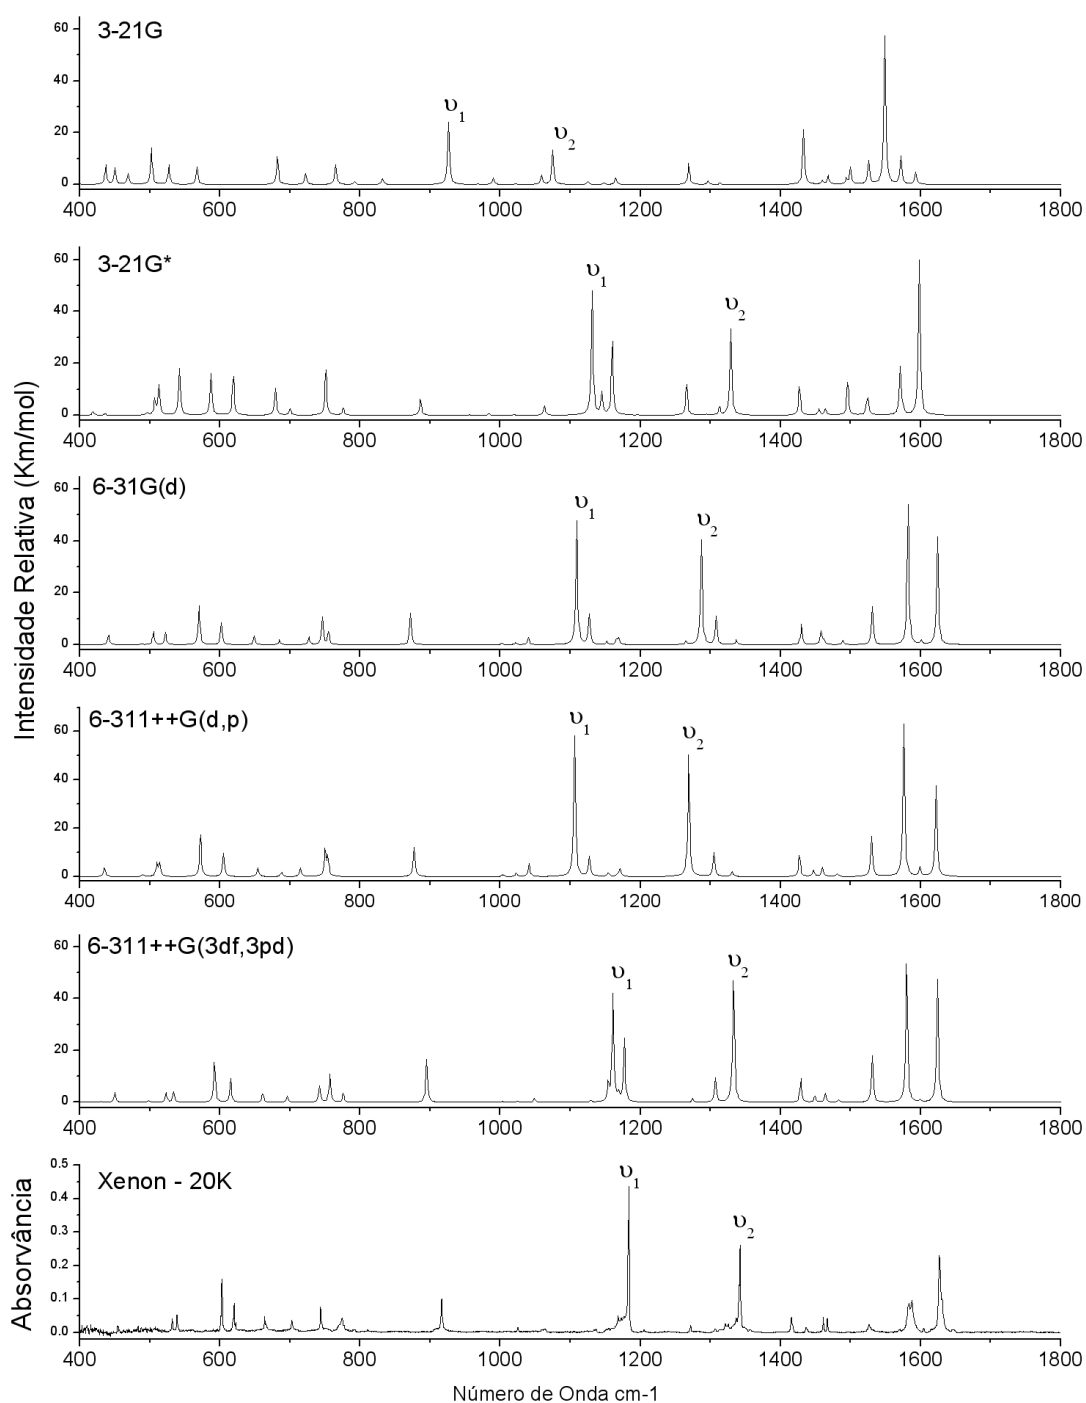 3-21G
60
40
20
0
υ1
υ2
400 600 800 1000 1200 1400 1600 1800
3-21G*
60
40
20
0
υ1
υ2
400 600 800 1000 1200 1400 1600 1800
Intensidade Relativa (Km/mol)
6-31G(d)
60
40
20
0
υ1
υ2
400 600 800 1000 1200 1400 1600 1800
6-311++G(d,p)
60
40
20
0
υ1
υ2
400 600 800 1000 1200 1400 1600 1800
6-311++G(3df,3pd)
60
40
20
0
υ1
υ2
400 600 800 1000 1200 1400 1600 1800
Absorvância
Xenon - 20K
0.5
0.4
0.3
0.2
0.1
0.0
υ1
υ2
400 600 800 1000 1200 1400 1600 1800
Número de Onda cm-1